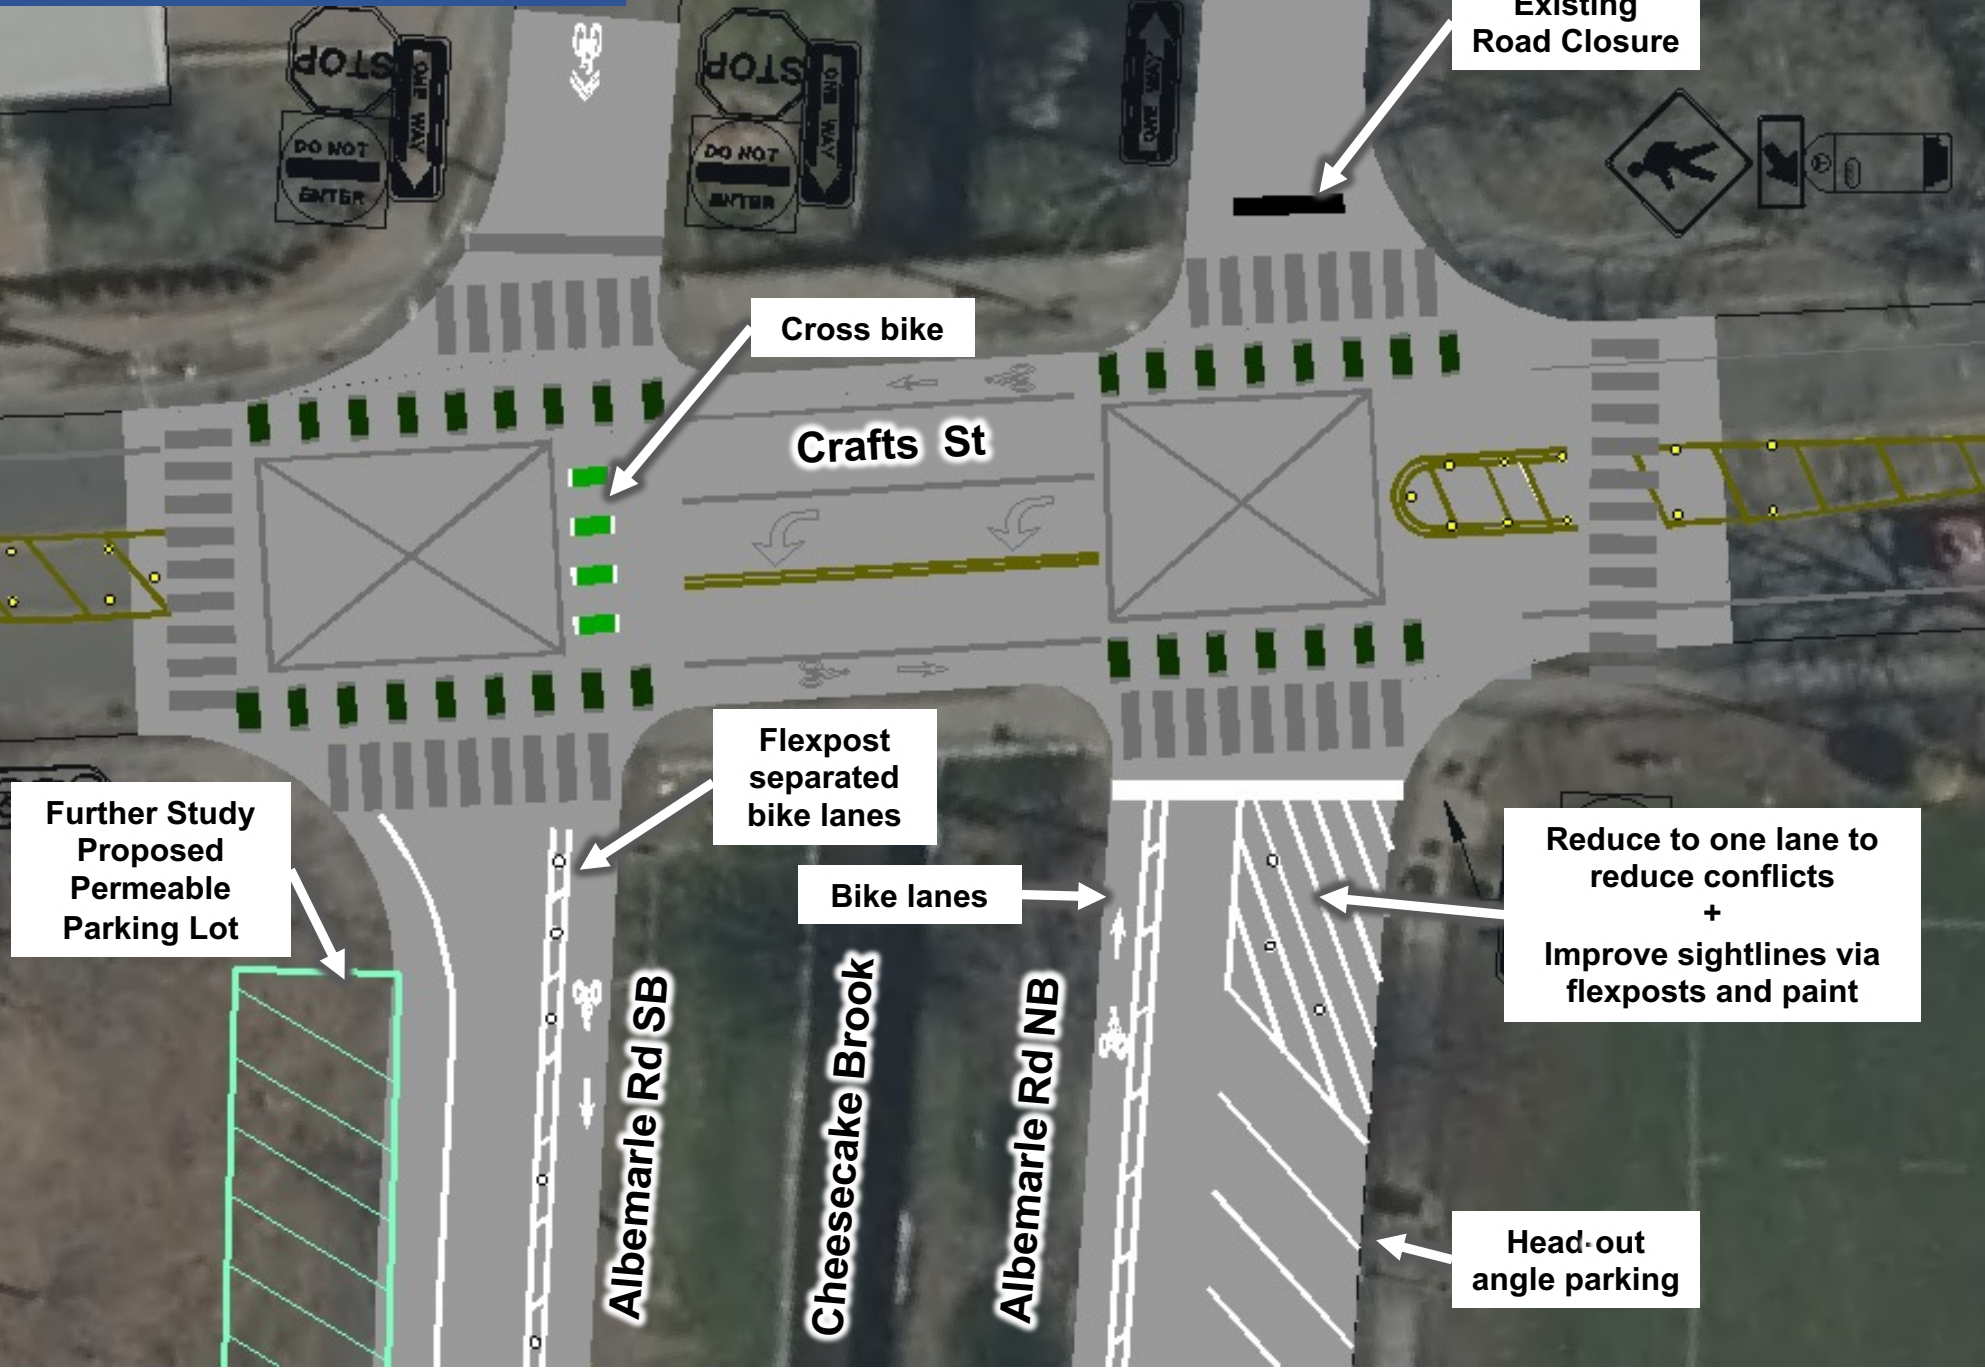 Existing
Road Closure
STOP
ONE WAY
DO NOT
ENTER
STOP
ONE WAY
DO NOT
ENTER
ONE WAY
Cross bike
Crafts St
Flexpost
separated
bike lanes
Further Study
Proposed
Permeable
Parking Lot
Bike lanes
Reduce to one lane to
reduce conflicts
+
Improve sightlines via
flexposts and paint
Albemarle Rd SB
Cheesecake Brook
Albemarle Rd NB
Head-out
angle parking